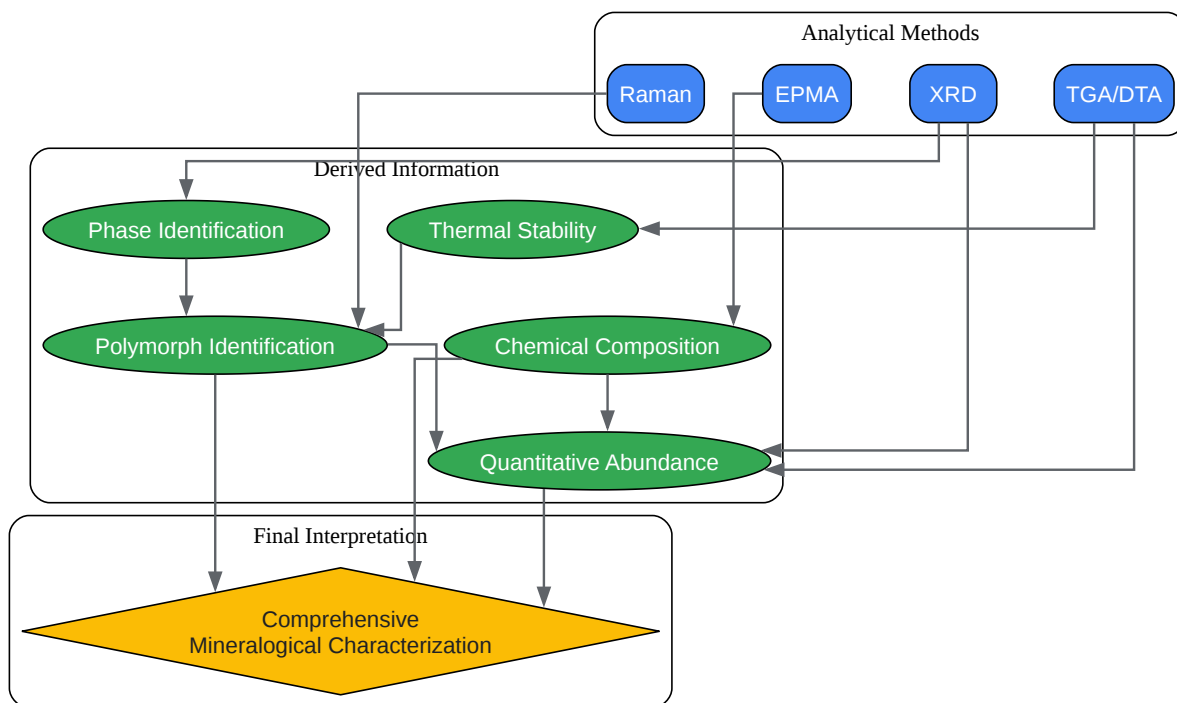 Analytical Methods
Raman
EPMA
XRD
TGA/DTA
Derived Information
Phase Identification
Thermal Stability
Polymorph Identification
Chemical Composition
Quantitative Abundance
Final Interpretation
Comprehensive
Mineralogical Characterization